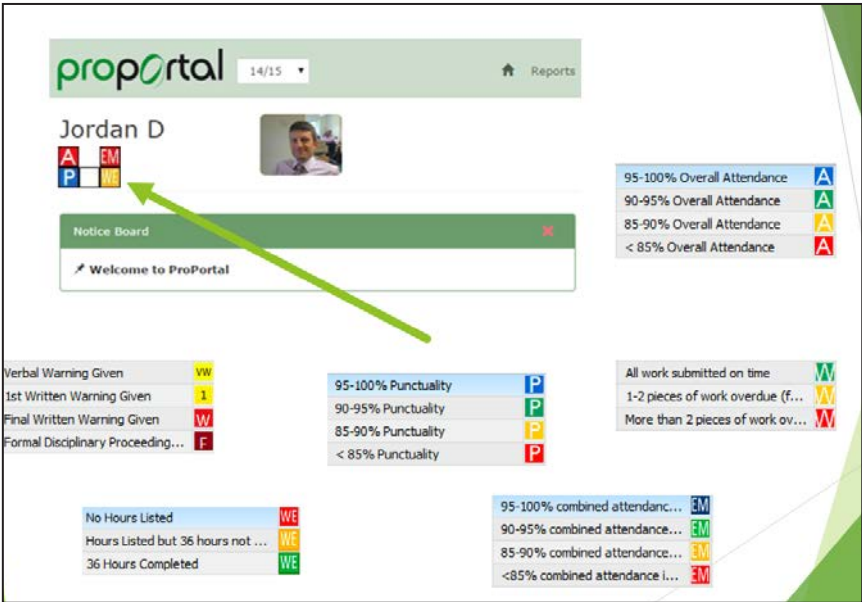 proportal 14/15 Reports
Jordan D
A EM
P WE
Notice Board
Welcome to ProPortal
95-100% Overall Attendance A
90-95% Overall Attendance A
85-90% Overall Attendance A
< 85% Overall Attendance A
Verbal Warning Given VW
1st Written Warning Given 1
Final Written Warning Given W
Formal Disciplinary Proceeding... F
95-100% Punctuality P
90-95% Punctuality P
85-90% Punctuality P
< 85% Punctuality P
All work submitted on time W
1-2 pieces of work overdue (f... W
More than 2 pieces of work ov... W
No Hours Listed WE
Hours Listed but 36 hours not ... WE
36 Hours Completed WE
95-100% combined attendanc... EM
90-95% combined attendance... EM
85-90% combined attendance... EM
<85% combined attendance i... EM